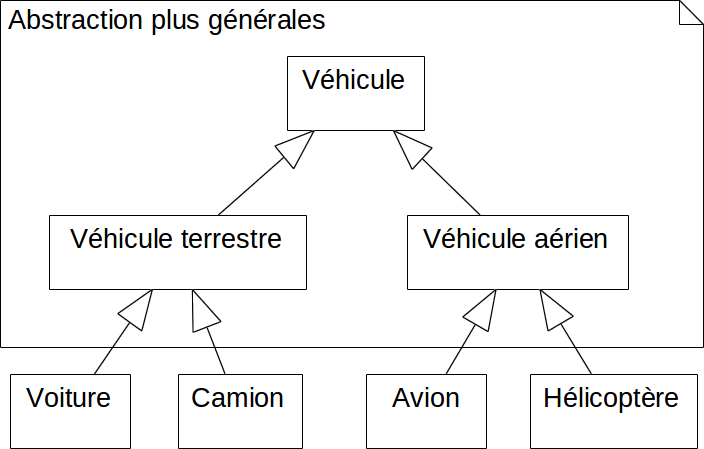 Abstraction plus générales
Véhicule
Véhicule terrestre
Véhicule aérien
Voiture
Camion
Avion
Hélicoptère